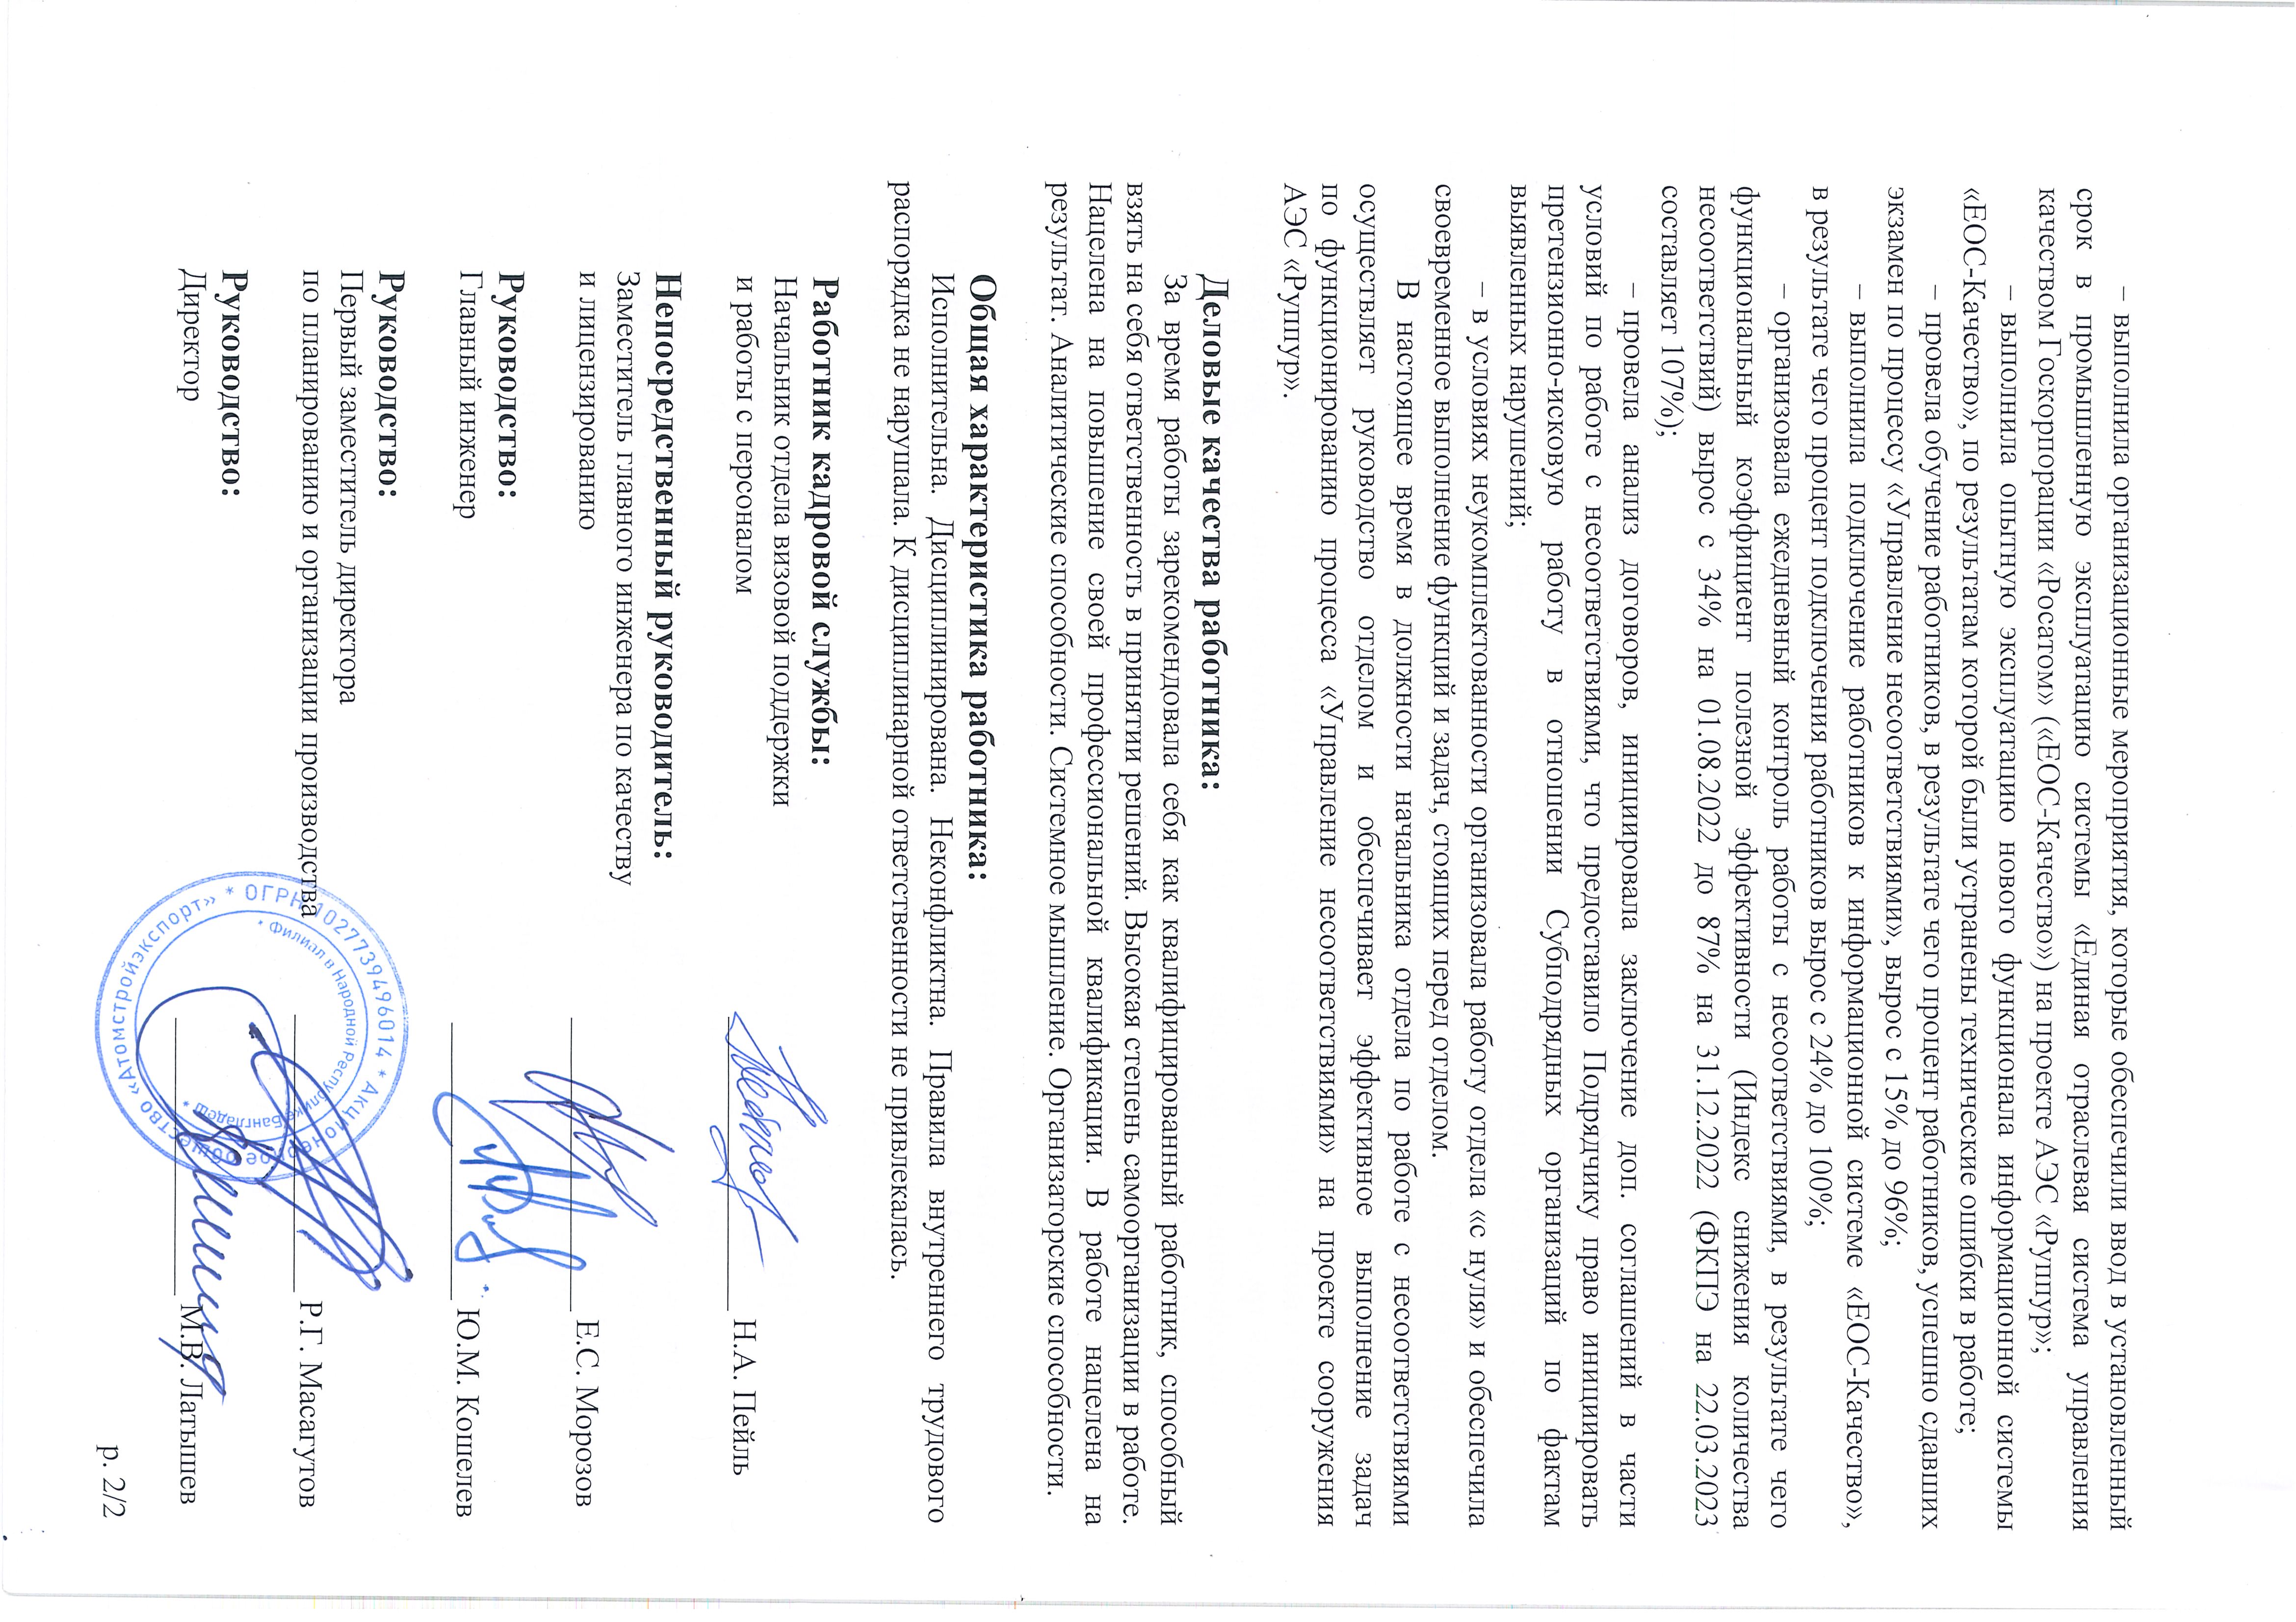 – выполнила организационные мероприятия, которые обеспечили ввод в установленный
срок в промышленную эксплуатацию системы «Единая отраслевая система управления
качеством Госкорпорации «Росатом» («ЕОС-Качество») на проекте АЭС «Руппур»;
– выполнила опытную эксплуатацию нового функционала информационной системы
«ЕОС-Качество», по результатам которой были устранены технические ошибки в работе;
– провела обучение работников, в результате чего процент работников, успешно сдавших
экзамен по процессу «Управление несоответствиями», вырос с 15% до 96%;
– выполнила подключение работников к информационной системе «ЕОС-Качество»,
в результате чего процент подключения работников вырос с 24% до 100%;
– организовала ежедневный контроль работы с несоответствиями, в результате чего
функциональный коэффициент полезной эффективности (Индекс снижения количества
несоответствий) вырос с 34% на 01.08.2022 до 87% на 31.12.2022 (ФКПЭ на 22.03.2023
составляет 107%);
– провела анализ договоров, инициировала заключение доп. соглашений в части
условий по работе с несоответствиями, что предоставило Подрядчику право инициировать
претензионно-исковую работу в отношении Субподрядных организаций по фактам
выявленных нарушений;
– в условиях неукомплектованности организовала работу отдела «с нуля» и обеспечила
своевременное выполнение функций и задач, стоящих перед отделом.
В настоящее время в должности начальника отдела по работе с несоответствиями
осуществляет руководство отделом и обеспечивает эффективное выполнение задач
по функционированию процесса «Управление несоответствиями» на проекте сооружения
АЭС «Руппур».
Деловые качества работника:
За время работы зарекомендовала себя как квалифицированный работник, способный
взять на себя ответственность в принятии решений. Высокая степень самоорганизации в работе.
Нацелена на повышение своей профессиональной квалификации. В работе нацелена на
результат. Аналитические способности. Системное мышление. Организаторские способности.
Общая характеристика работника:
Исполнительна. Дисциплинирована. Неконфликтна. Правила внутреннего трудового
распорядка не нарушала. К дисциплинарной ответственности не привлекалась.
Работник кадровой службы:
Начальник отдела визовой поддержки
и работы с персоналом Н.А. Пейль
Непосредственный руководитель:
Заместитель главного инженера по качеству
и лицензированию Е.С. Морозов
Руководство:
Главный инженер Ю.М. Кошелев
Руководство:
Первый заместитель директора
по планированию и организации производства Р.Г. Масагутов
Руководство:
Директор М.В. Латышев
* ОГРН 1027739496014 * Акционерное общество «Атомстройэкспорт»
* Филиал в Народной Республике Бангладеш *
р. 2/2